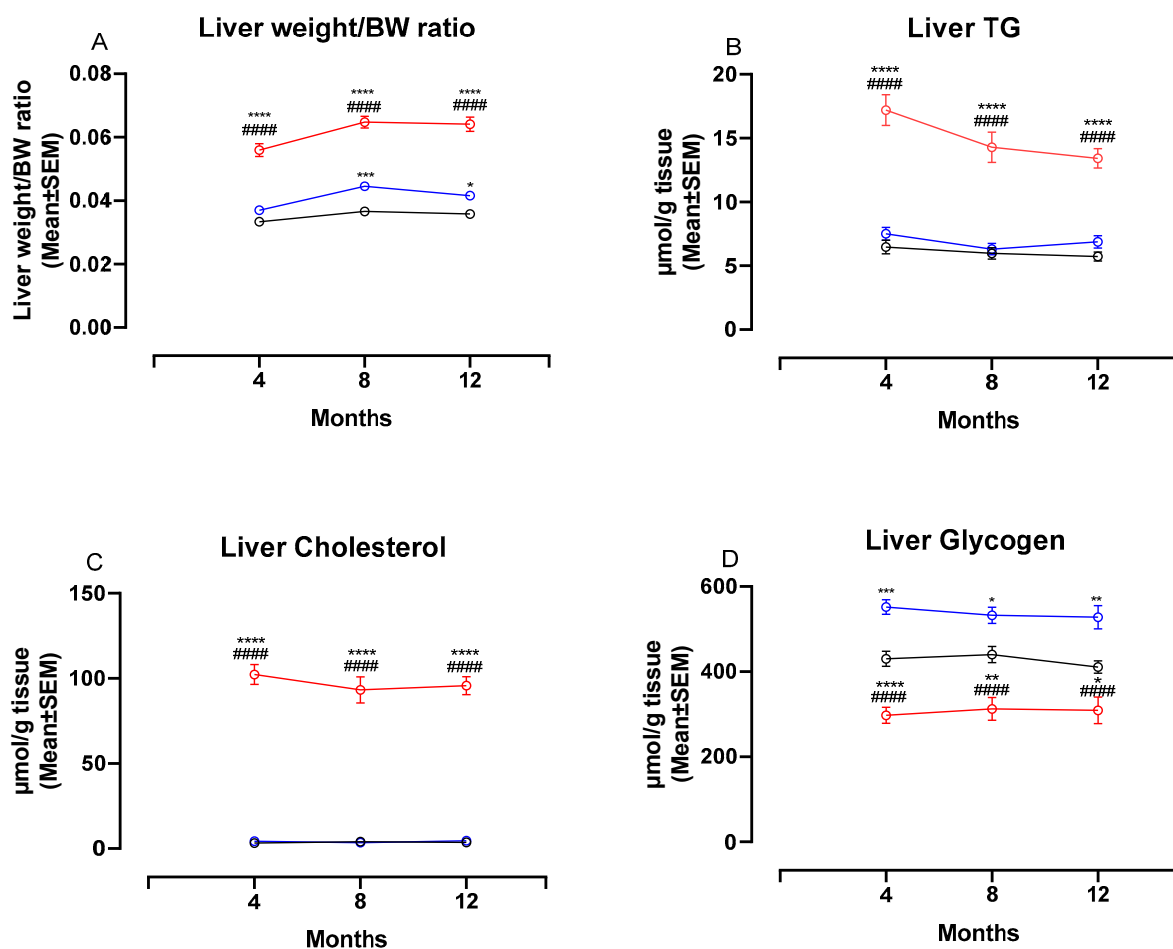 A
Liver weight/BW ratio
Liver weight/BW ratio
(Mean±SEM)
0.08
0.06
0.04
0.02
0.00
****
####
****
####
****
####
***
*
4
8
12
Months
B
Liver TG
µmol/g tissue
(Mean±SEM)
20
15
10
5
0
****
####
****
####
****
####
4
8
12
Months
C
Liver Cholesterol
µmol/g tissue
(Mean±SEM)
150
100
50
0
****
####
****
####
****
####
4
8
12
Months
D
Liver Glycogen
µmol/g tissue
(Mean±SEM)
600
400
200
0
***
*
**
****
####
**
####
*
####
4
8
12
Months